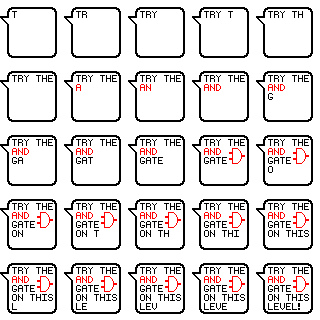 T
TR
TRY
TRY T
TRY TH
TRY THE
TRY THE
A
TRY THE
AN
TRY THE
AND
TRY THE
AND
G
TRY THE
AND
GA
TRY THE
AND
GAT
TRY THE
AND
GATE
TRY THE
AND
GATE
TRY THE
AND
GATE
O
TRY THE
AND
GATE
ON
TRY THE
AND
GATE
ON T
TRY THE
AND
GATE
ON TH
TRY THE
AND
GATE
ON THI
TRY THE
AND
GATE
ON THIS
TRY THE
AND
GATE
ON THIS
L
TRY THE
AND
GATE
ON THIS
LE
TRY THE
AND
GATE
ON THIS
LEV
TRY THE
AND
GATE
ON THIS
LEVE
TRY THE
AND
GATE
ON THIS
LEVEL!